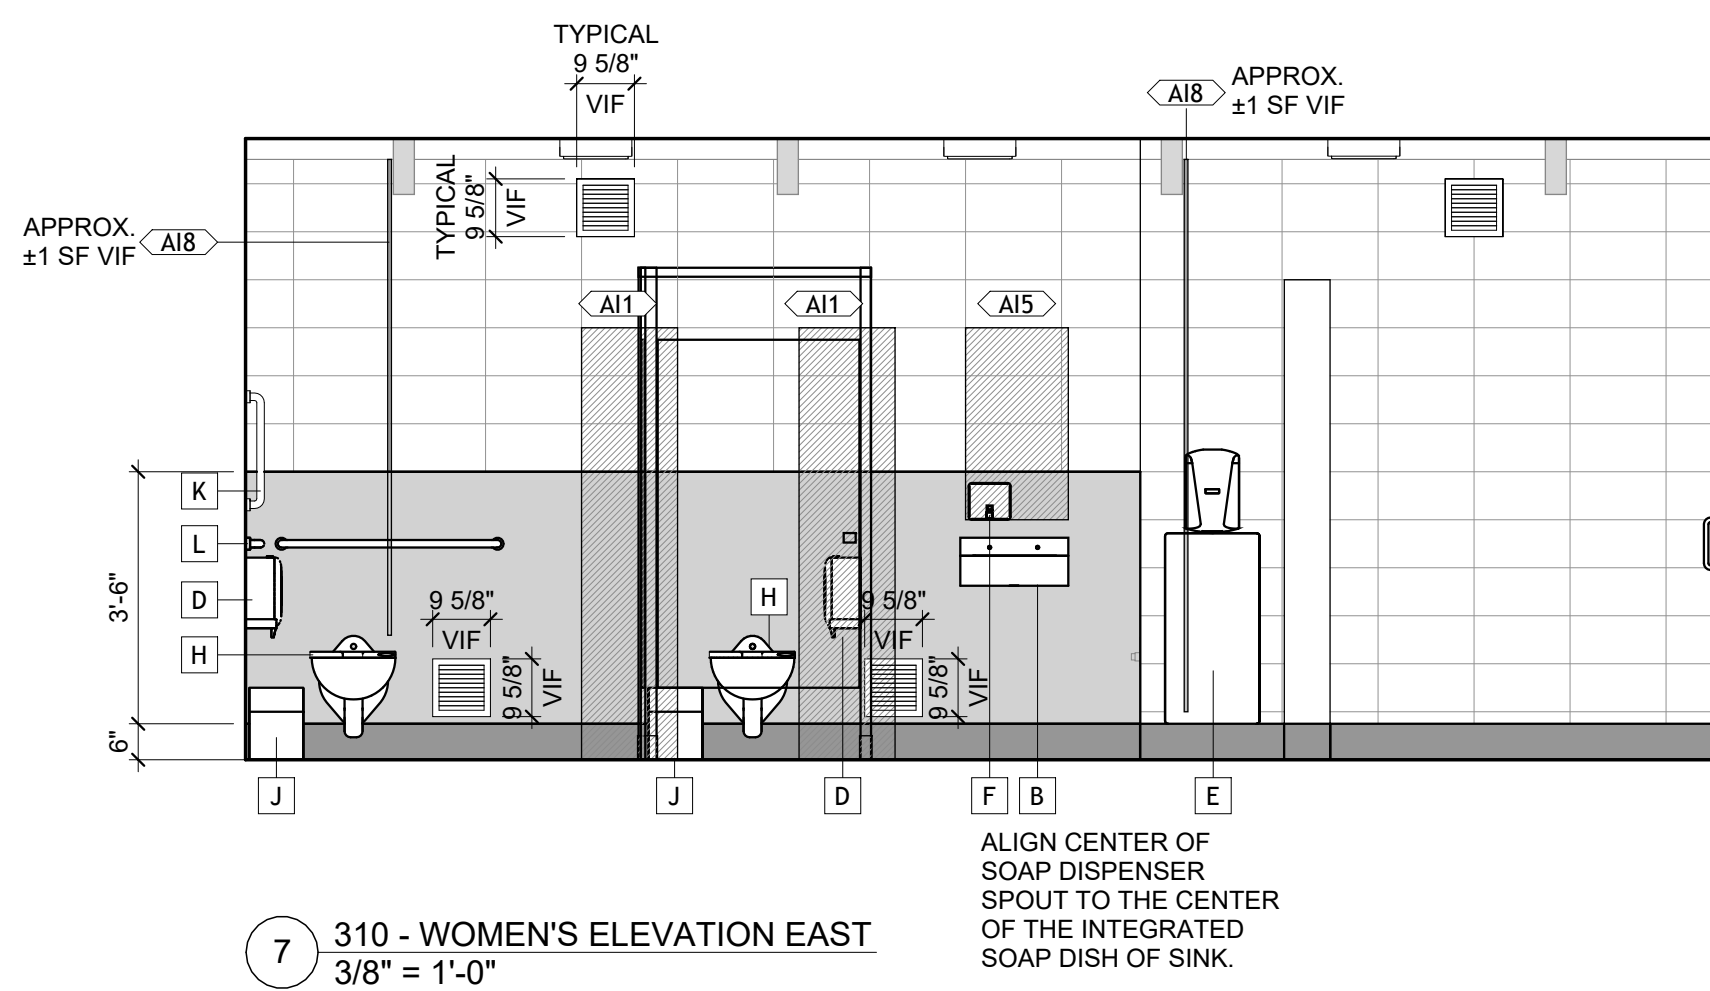 TYPICAL
9 5/8"
VIF
AI8
APPROX.
±1 SF VIF
TYPICAL
9 5/8"
VIF
APPROX.
±1 SF VIF
AI8
AI1
AI1
AI5
K
L
D
H
3'-6"
6"
9 5/8"
VIF
9 5/8"
VIF
H
9 5/8"
VIF
9 5/8"
VIF
J
J
D
F
B
E
ALIGN CENTER OF
SOAP DISPENSER
SPOUT TO THE CENTER
OF THE INTEGRATED
SOAP DISH OF SINK.
7
310 - WOMEN'S ELEVATION EAST
3/8" = 1'-0"